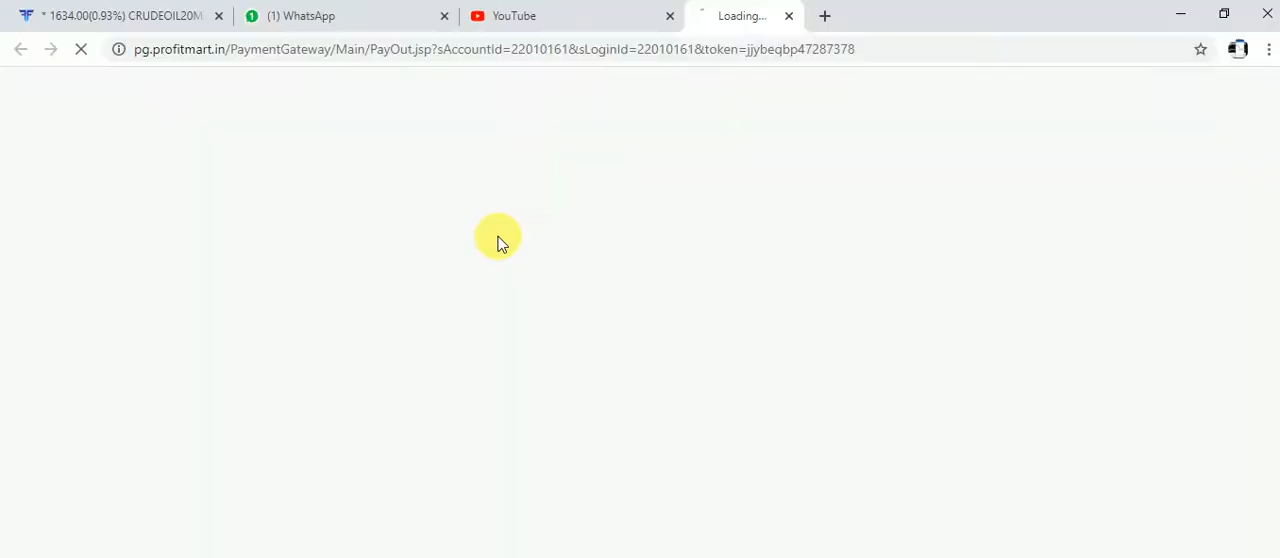 * 1634.00(0.93%) CRUDEOIL20M
1
(1) WhatsApp
YouTube
Loading...
pg.profitmart.in/PaymentGateway/Main/PayOut.jsp?sAccountId=22010161&sLoginId=22010161&token=jjybeqbp47287378